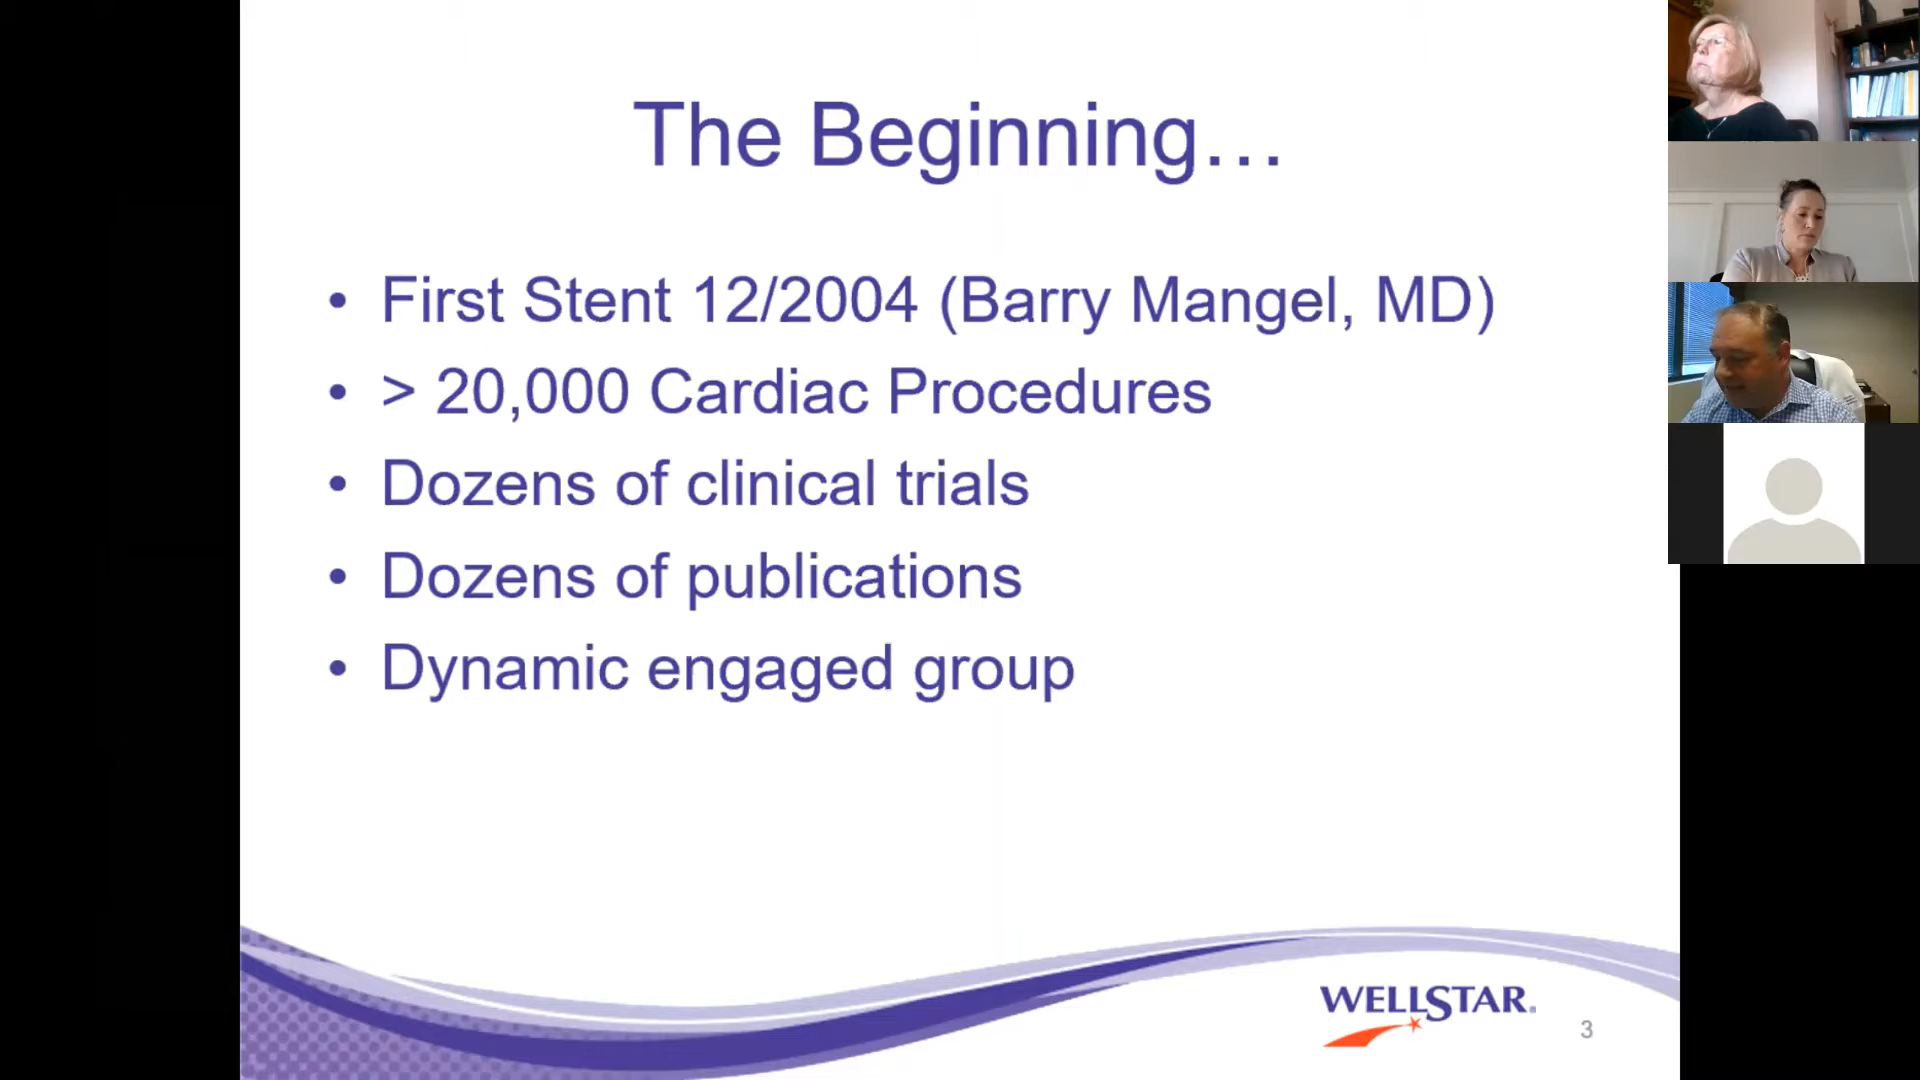 The Beginning…
• First Stent 12/2004 (Barry Mangel, MD)
• > 20,000 Cardiac Procedures
• Dozens of clinical trials
• Dozens of publications
• Dynamic engaged group
WELLSTAR®
3